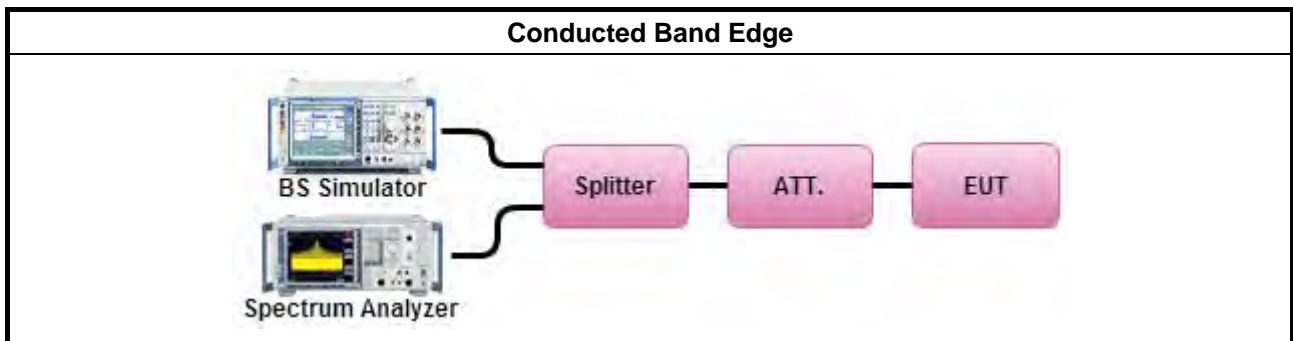 Conducted Band Edge
BS Simulator
Splitter
ATT.
EUT
Spectrum Analyzer